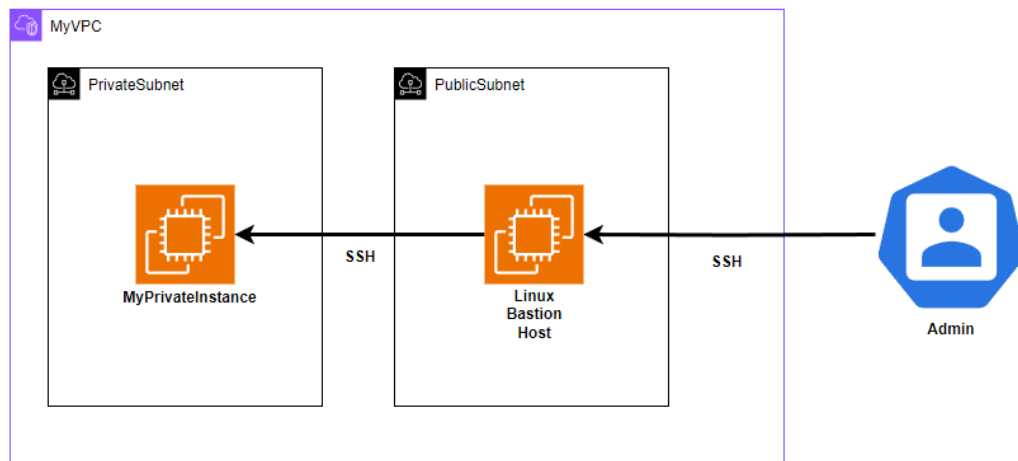 MyVPC
PrivateSubnet
PublicSubnet
SSH
SSH
MyPrivateInstance
Linux
Bastion
Host
Admin